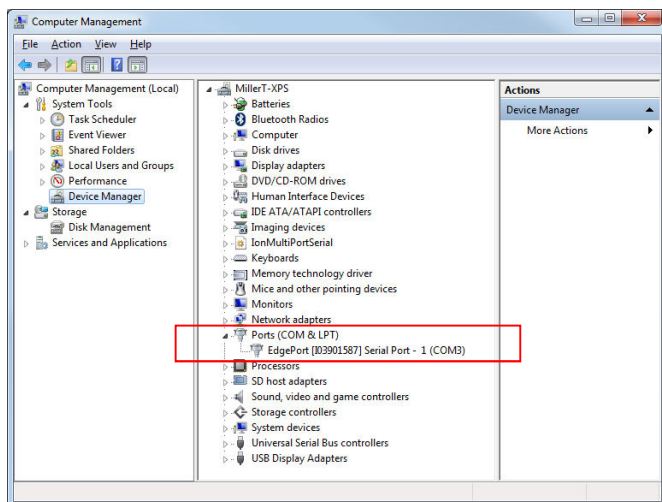 Computer Management
File Action View Help
Computer Management (Local)
System Tools
Task Scheduler
Event Viewer
Shared Folders
Local Users and Groups
Performance
Device Manager
Storage
Disk Management
Services and Applications
MillerT-XPS
Batteries
Bluetooth Radios
Computer
Disk drives
Display adapters
DVD/CD-ROM drives
Human Interface Devices
IDE ATA/ATAPI controllers
Imaging devices
IonMultiPortSerial
Keyboards
Memory technology driver
Mice and other pointing devices
Monitors
Network adapters
Ports (COM & LPT)
EdgePort [I03901587] Serial Port - 1 (COM3)
Processors
SD host adapters
Sound, video and game controllers
Storage controllers
System devices
Universal Serial Bus controllers
USB Display Adapters
Actions
Device Manager
More Actions